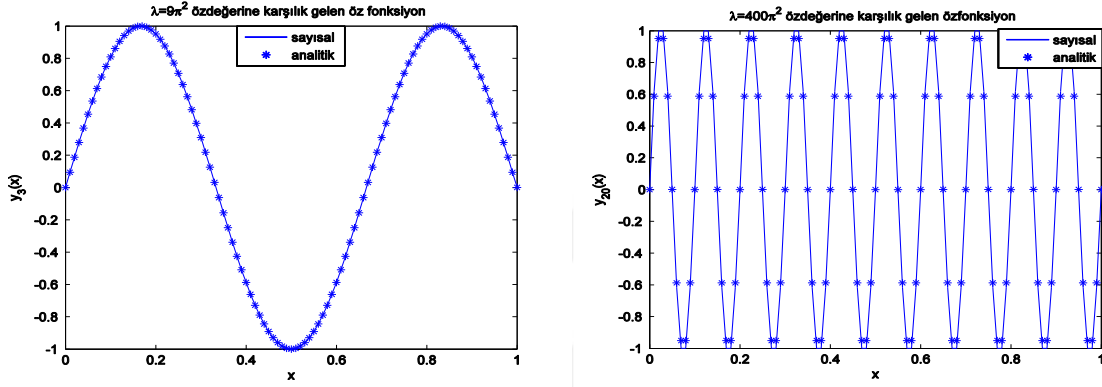 λ=9π² özdeğerine karşılık gelen öz fonksiyon
1
0.8
0.6
0.4
0.2
0
-0.2
-0.4
-0.6
-0.8
-1
y₃(x)
sayısal
analitik
0 0.2 0.4 0.6 0.8 1
x
λ=400π² özdeğerine karşılık gelen özfonksiyon
1
0.8
0.6
0.4
0.2
0
-0.2
-0.4
-0.6
-0.8
-1
y₂₀(x)
sayısal
analitik
0 0.2 0.4 0.6 0.8 1
x